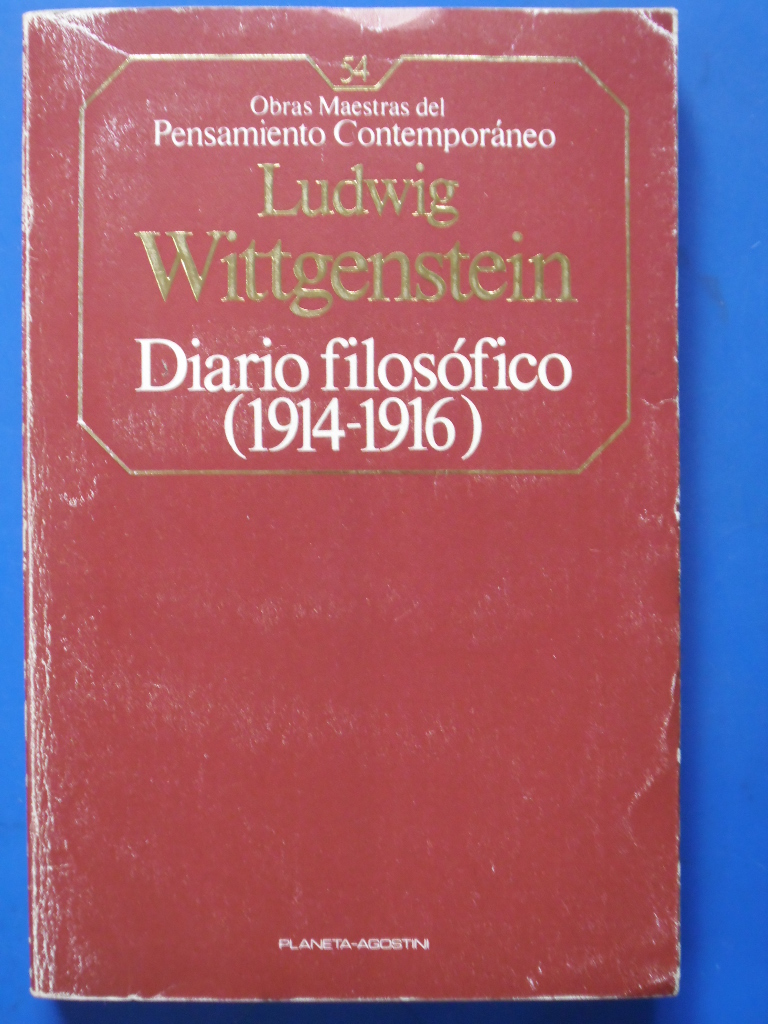 54
Obras Maestras del
Pensamiento Contemporáneo
Ludwig
Wittgenstein
Diario filosófico
(1914-1916)
PLANETA-AGOSTINI